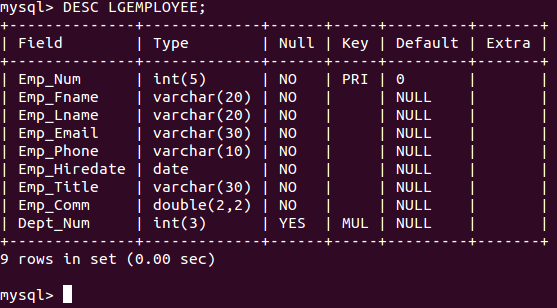 mysql> DESC LGEMPLOYEE;
+--------------+-------------+------+-----+---------+-------+
| Field        | Type        | Null | Key | Default | Extra |
+--------------+-------------+------+-----+---------+-------+
| Emp_Num      | int(5)      | NO   | PRI | 0       |       |
| Emp_Fname    | varchar(20) | NO   |     | NULL    |       |
| Emp_Lname    | varchar(20) | NO   |     | NULL    |       |
| Emp_Email    | varchar(30) | NO   |     | NULL    |       |
| Emp_Phone    | varchar(10) | NO   |     | NULL    |       |
| Emp_Hiredate | date        | NO   |     | NULL    |       |
| Emp_Title    | varchar(30) | NO   |     | NULL    |       |
| Emp_Comm     | double(2,2) | NO   |     | NULL    |       |
| Dept_Num     | int(3)      | YES  | MUL | NULL    |       |
+--------------+-------------+------+-----+---------+-------+
9 rows in set (0.00 sec)
mysql>